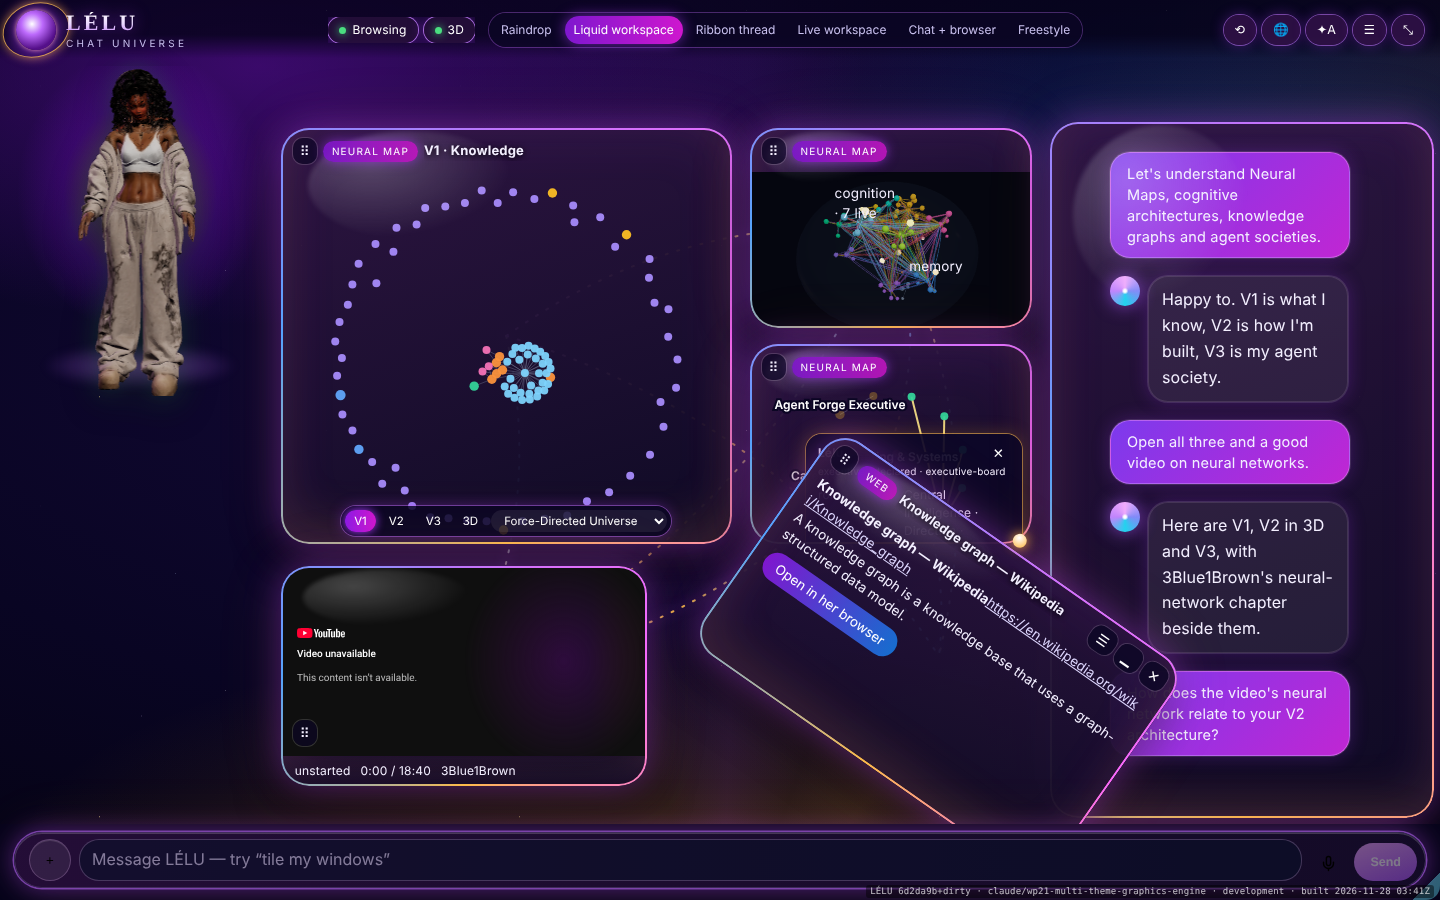 LÉLU
CHAT UNIVERSE
Browsing
3D
Raindrop
Liquid workspace
Ribbon thread
Live workspace
Chat + browser
Freestyle
✦A
NEURAL MAP
V1 · Knowledge
V1
V2
V3
3D
Force-Directed Universe
NEURAL MAP
cognition
· 7 live
memory
NEURAL MAP
Agent Forge Executive
& Systems
· executive-board
WEB
Knowledge graph — Wikipedia
Knowledge graph — Wikipediahttps://en.wikipedia.org/wik
i/Knowledge_graph
A knowledge graph is a knowledge base that uses a graph-
structured data model.
Open in her browser
YouTube
Video unavailable
This content isn't available.
unstarted 0:00 / 18:40 3Blue1Brown
Let's understand Neural
Maps, cognitive
architectures, knowledge
graphs and agent societies.
Happy to. V1 is what I
know, V2 is how I'm
built, V3 is my agent
society.
Open all three and a good
video on neural networks.
Here are V1, V2 in 3D
and V3, with
3Blue1Brown's neural-
network chapter
beside them.
does the video's neural
network relate to your V2
architecture?
+
Message LÉLU — try “tile my windows”
Send
LÉLU 6d2da9b+dirty · claude/wp21-multi-theme-graphics-engine · development · built 2026-11-28 03:41Z